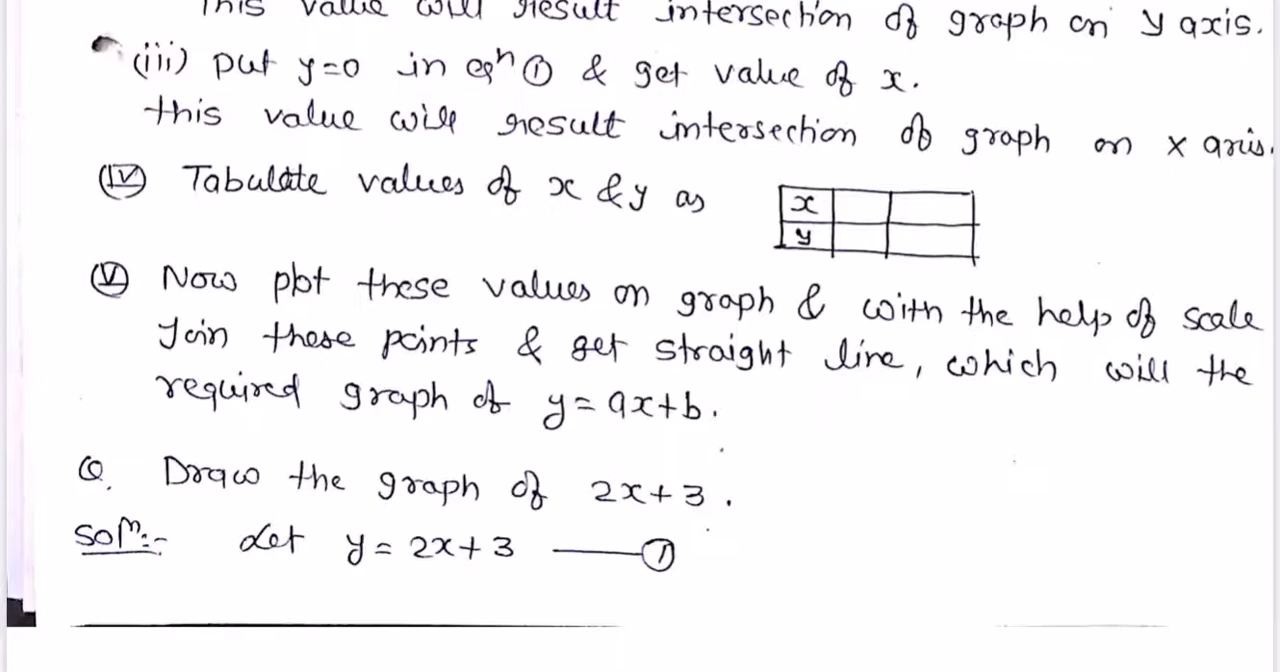 This value will result intersection of graph on y axis.
(iii) put y=0 in eqn ① & get value of x.
this value will result intersection of graph on x axis.
(IV) Tabulate values of x & y as
x
y
(V) Now plot these values on graph & with the help of scale
Join these points & get straight line, which will the
required graph of y = ax+b.
Q. Draw the graph of 2x+3.
Soln:- Let y = 2x+3 ——①